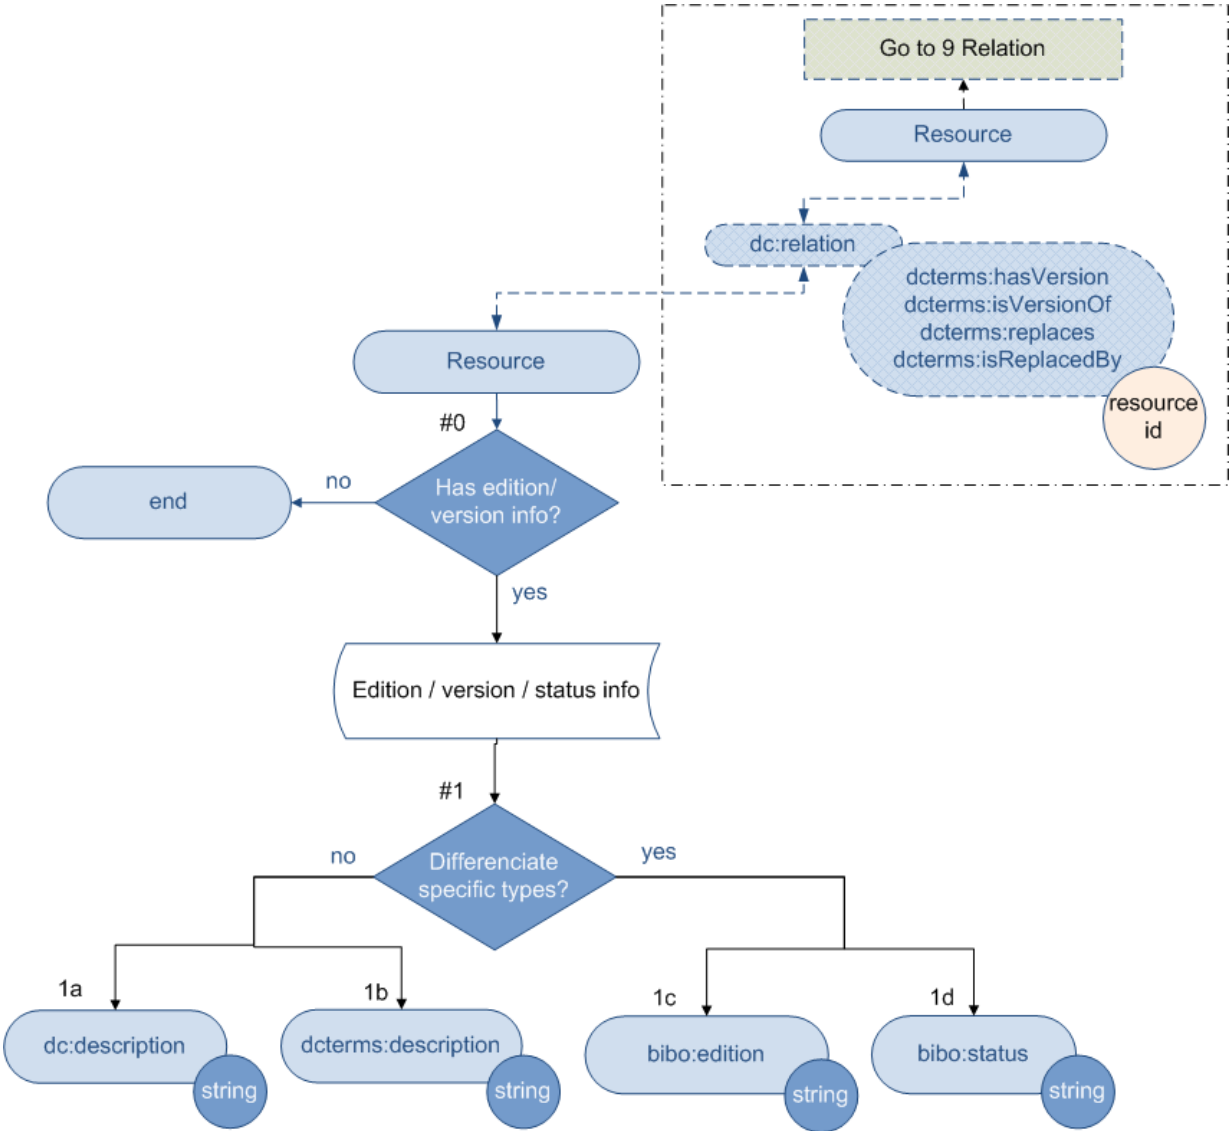 Go to 9 Relation
Resource
dc:relation
dcterms:hasVersion
dcterms:isVersionOf
dcterms:replaces
dcterms:isReplacedBy
resource
id
Resource
#0
Has edition/
version info?
no
end
yes
Edition / version / status info
#1
Differenciate
specific types?
no
yes
1a
dc:description
string
1b
dcterms:description
string
1c
bibo:edition
string
1d
bibo:status
string